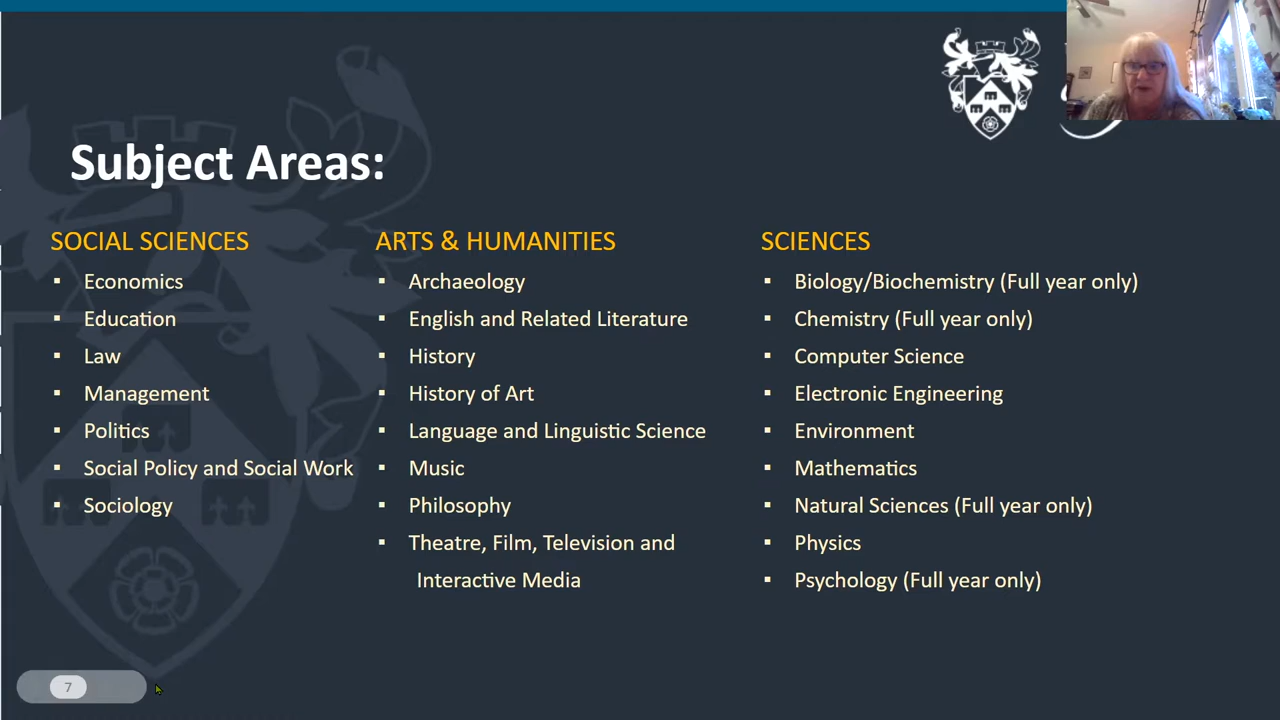 Subject Areas:
SOCIAL SCIENCES
Economics
Education
Law
Management
Politics
Social Policy and Social Work
Sociology
ARTS & HUMANITIES
Archaeology
English and Related Literature
History
History of Art
Language and Linguistic Science
Music
Philosophy
Theatre, Film, Television and
Interactive Media
SCIENCES
Biology/Biochemistry (Full year only)
Chemistry (Full year only)
Computer Science
Electronic Engineering
Environment
Mathematics
Natural Sciences (Full year only)
Physics
Psychology (Full year only)
7